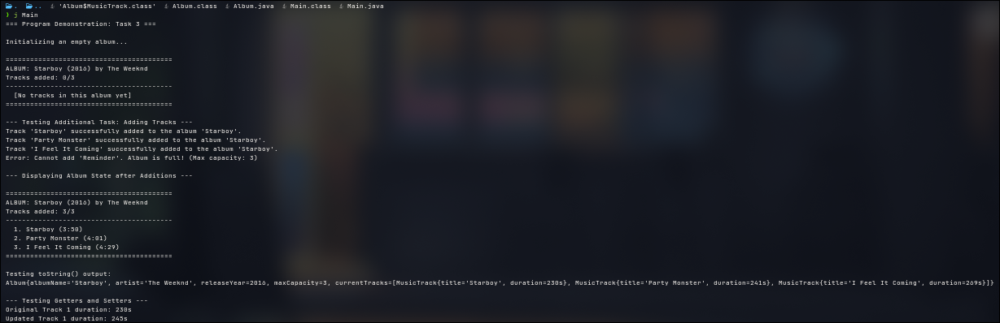 . .. 'Album$MusicTrack.class' Album.class Album.java Main.class Main.java
❯ j Main
=== Program Demonstration: Task 3 ===
Initializing an empty album...
=========================================
ALBUM: Starboy (2016) by The Weeknd
Tracks added: 0/3
-----------------------------------------
[No tracks in this album yet]
=========================================
--- Testing Additional Task: Adding Tracks ---
Track 'Starboy' successfully added to the album 'Starboy'.
Track 'Party Monster' successfully added to the album 'Starboy'.
Track 'I Feel It Coming' successfully added to the album 'Starboy'.
Error: Cannot add 'Reminder'. Album is full! (Max capacity: 3)
--- Displaying Album State after Additions ---
=========================================
ALBUM: Starboy (2016) by The Weeknd
Tracks added: 3/3
-----------------------------------------
1. Starboy (3:50)
2. Party Monster (4:01)
3. I Feel It Coming (4:29)
=========================================
Testing toString() output:
Album{albumName='Starboy', artist='The Weeknd', releaseYear=2016, maxCapacity=3, currentTracks=[MusicTrack{title='Starboy', duration=230s}, MusicTrack{title='Party Monster', duration=241s}, MusicTrack{title='I Feel It Coming', duration=269s}]}
--- Testing Getters and Setters ---
Original Track 1 duration: 230s
Updated Track 1 duration: 245s